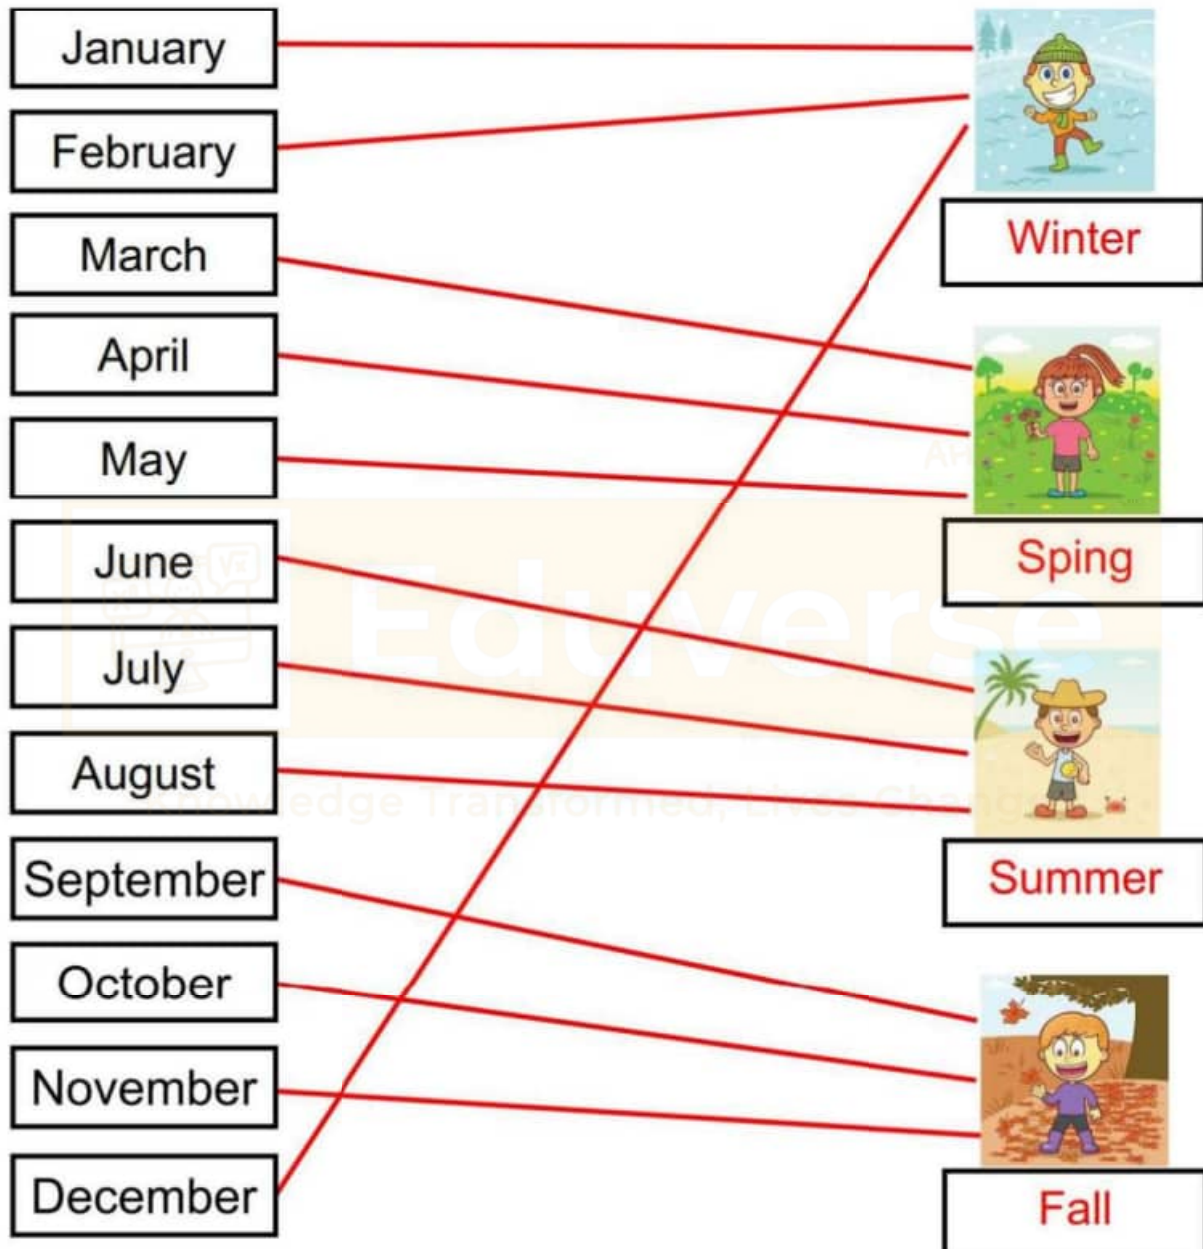 January
February
March
April
May
June
July
August
September
October
November
December
Winter
Sping
Summer
Fall
Eduverse
Knowledge Transformed, Lives